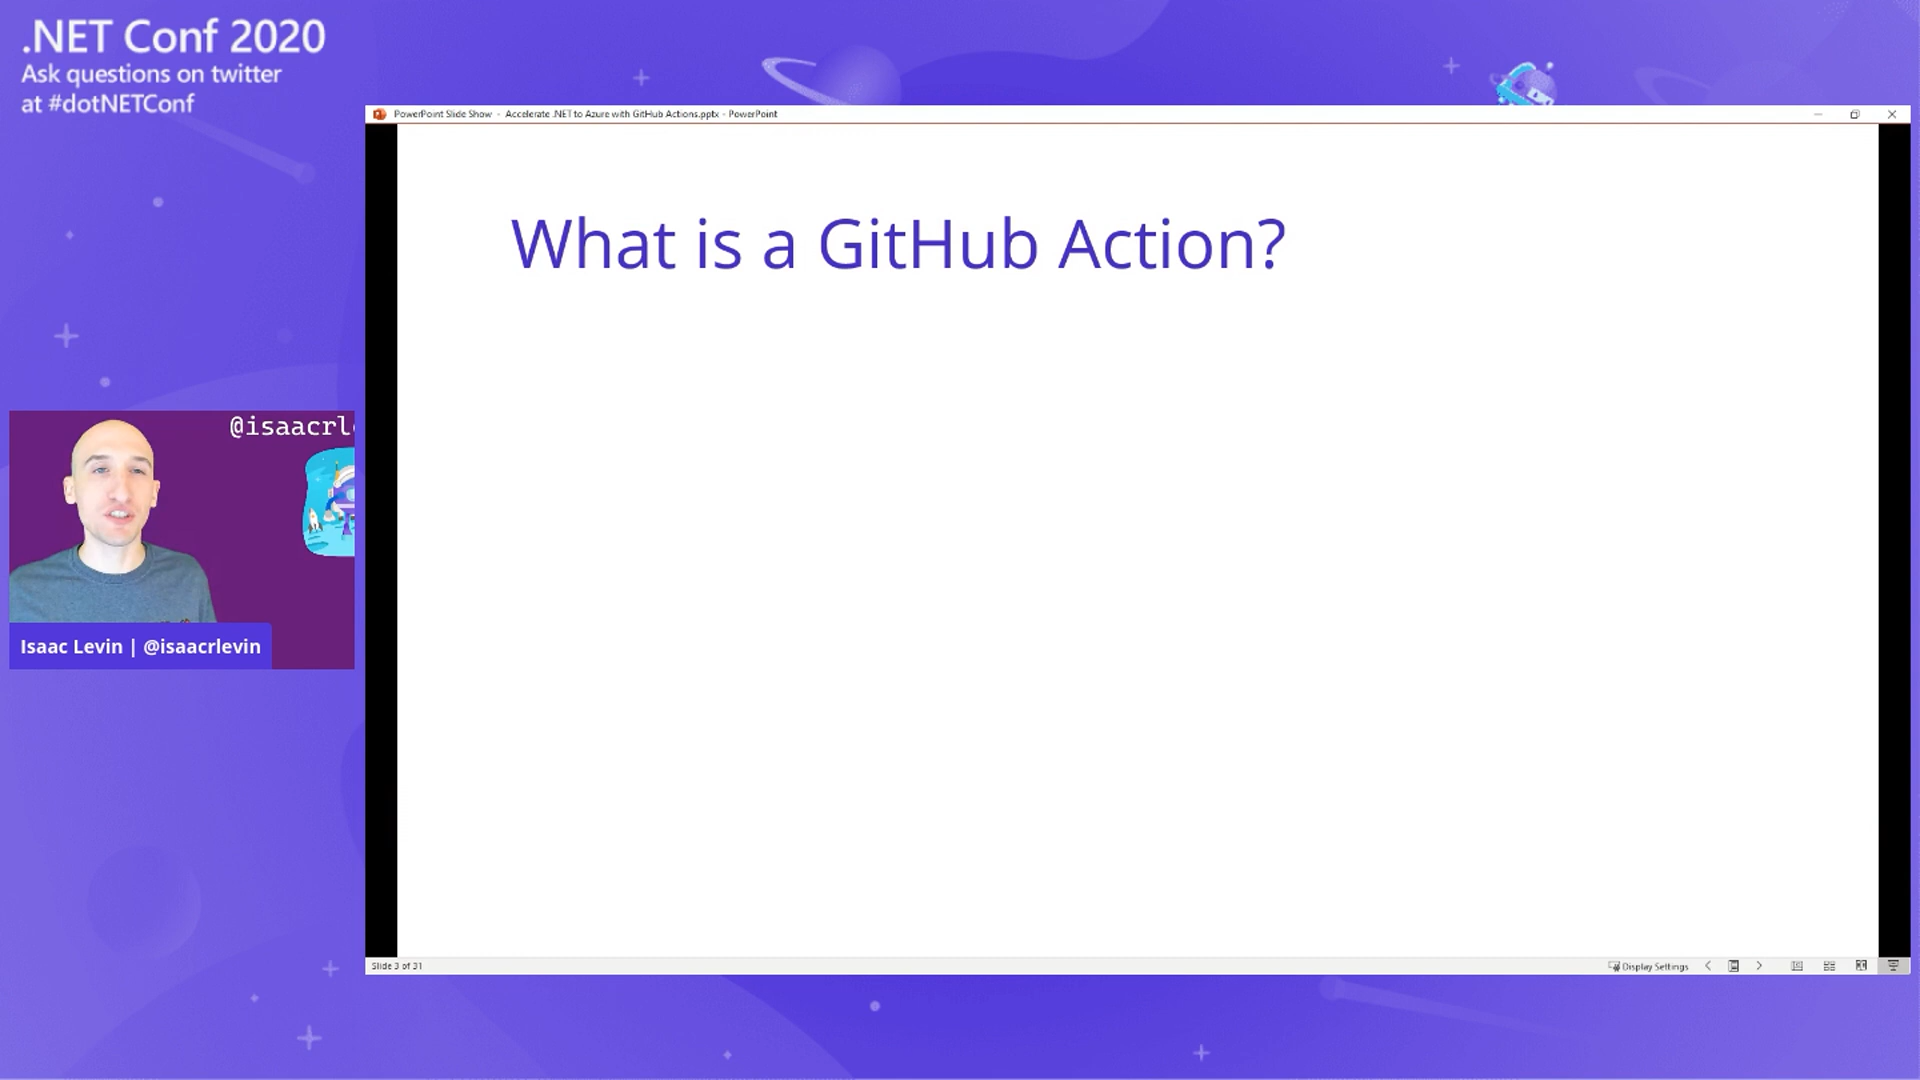 .NET Conf 2020
Ask questions on twitter
at #dotNETConf
PowerPoint Slide Show - Accelerate .NET to Azure with GitHub Actions.pptx - PowerPoint
What is a GitHub Action?
@isaacrl
Isaac Levin | @isaacrlevin
Slide 3 of 31
Display Settings